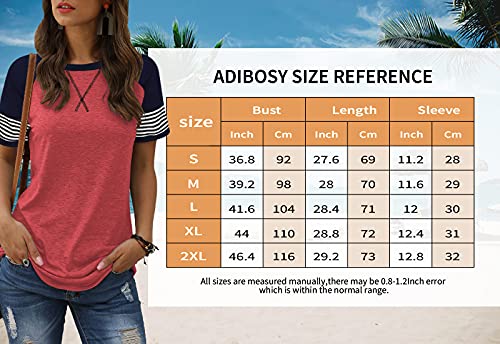 ADIBOSY SIZE REFERENCE
size Bust Length Sleeve
Inch Cm Inch Cm Inch Cm
S 36.8 92 27.6 69 11.2 28
M 39.2 98 28 70 11.6 29
L 41.6 104 28.4 71 12 30
XL 44 110 28.8 72 12.4 31
2XL 46.4 116 29.2 73 12.8 32
All sizes are measured manually,there may be 0.8-1.2Inch error
which is within the normal range.